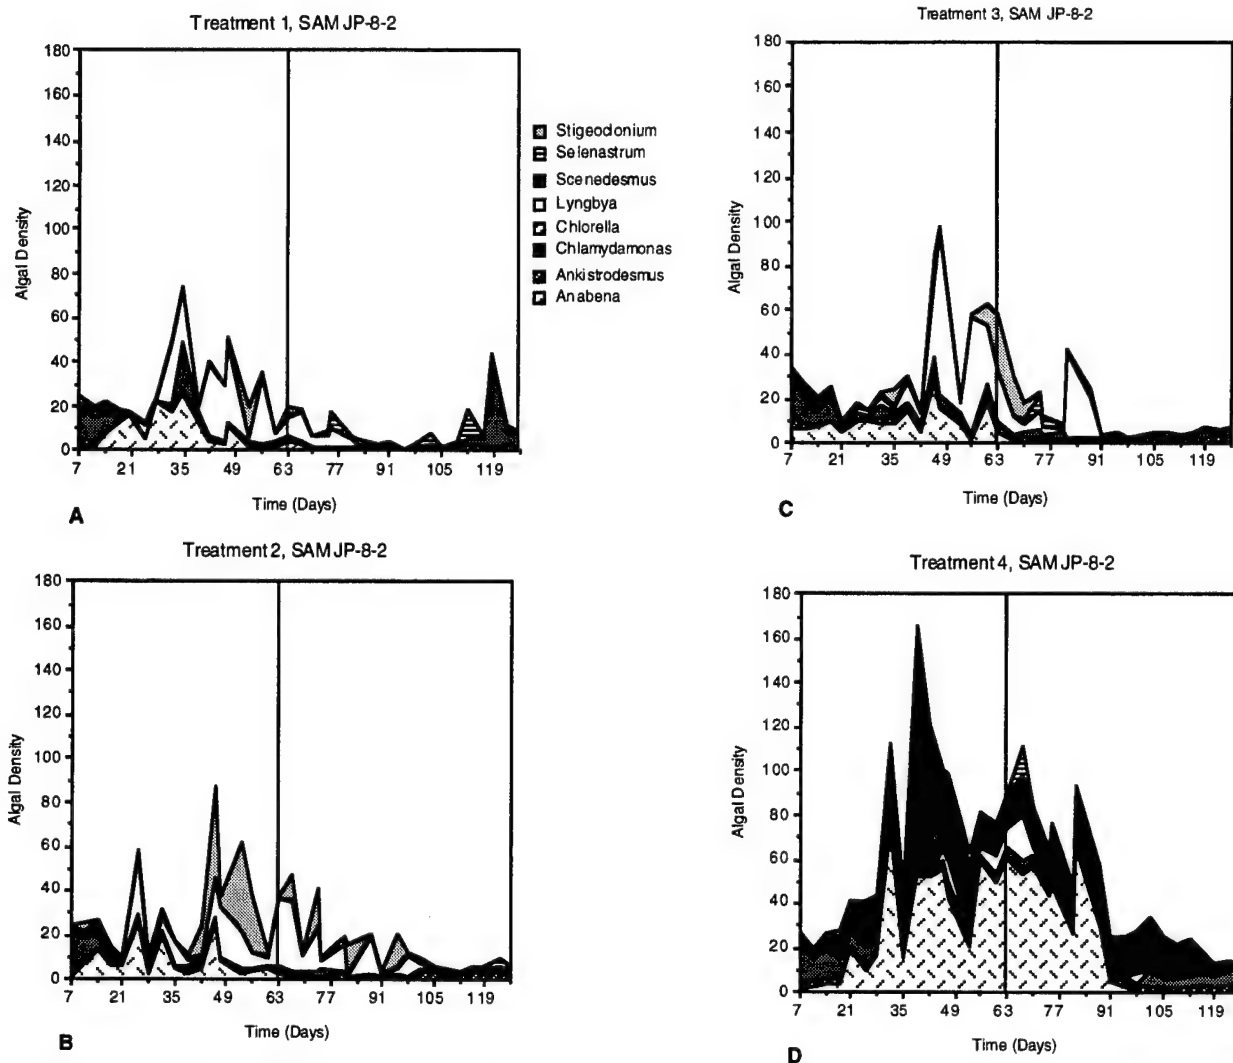 Treatment 1, SAM JP-8-2
180
160
140
120
100
80
60
40
20
0
Algal Density
7 21 35 49 63 77 91 105 119
Time (Days)
A
Stigeodonium
Selenastrum
Scenedesmus
Lyngbya
Chlorella
Chlamydamonas
Ankistrodesmus
Anabena
Treatment 3, SAM JP-8-2
180
160
140
120
100
80
60
40
20
0
Algal Density
7 21 35 49 63 77 91 105 119
Time (Days)
C
Treatment 2, SAM JP-8-2
180
160
140
120
100
80
60
40
20
0
Algal Density
7 21 35 49 63 77 91 105 119
Time (Days)
B
Treatment 4, SAM JP-8-2
180
160
140
120
100
80
60
40
20
0
Algal Density
7 21 35 49 63 77 91 105 119
Time (Days)
D